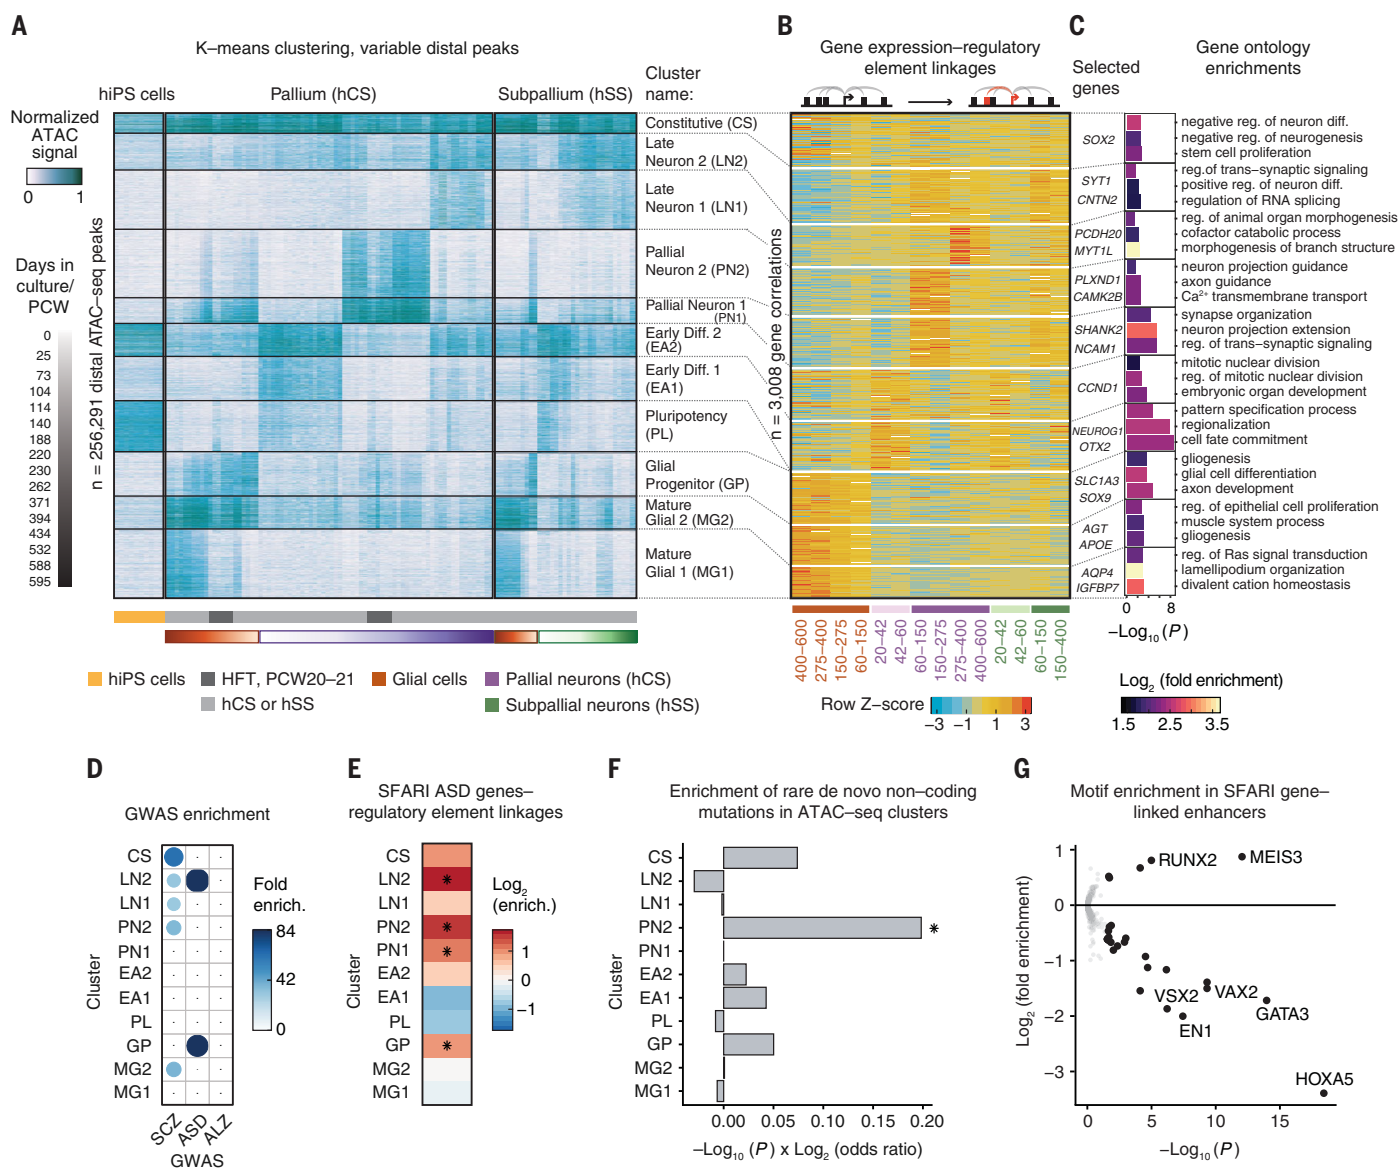 A
K–means clustering, variable distal peaks
hiPS cells
Pallium (hCS)
Subpallium (hSS)
Cluster
name:
Normalized
ATAC
signal
0
1
Days in
culture/
PCW
0
25
73
104
114
140
188
220
230
262
371
394
434
532
588
595
n = 256,291 distal ATAC–seq peaks
Constitutive (CS)
Late
Neuron 2 (LN2)
Late
Neuron 1 (LN1)
Pallial
Neuron 2 (PN2)
Pallial Neuron 1
(PN1)
Early Diff. 2
(EA2)
Early Diff. 1
(EA1)
Pluripotency
(PL)
Glial
Progenitor (GP)
Mature
Glial 2 (MG2)
Mature
Glial 1 (MG1)
hiPS cells
HFT, PCW20–21
hCS or hSS
Glial cells
Pallial neurons (hCS)
Subpallial neurons (hSS)
B
Gene expression–regulatory
element linkages
n = 3,008 gene correlations
400–600
275–400
150–275
60–150
20–42
42–60
60–150
150–275
275–400
400–600
20–42
42–60
60–150
150–400
Row Z–score
−3
−1
1
3
C
Selected
genes
Gene ontology
enrichments
SOX2
SYT1
CNTN2
PCDH20
MYT1L
PLXND1
CAMK2B
SHANK2
NCAM1
CCND1
NEUROG1
OTX2
SLC1A3
SOX9
AGT
APOE
AQP4
IGFBP7
negative reg. of neuron diff.
negative reg. of neurogenesis
stem cell proliferation
reg.of trans–synaptic signaling
positive reg. of neuron diff.
regulation of RNA splicing
reg. of animal organ morphogenesis
cofactor catabolic process
morphogenesis of branch structure
neuron projection guidance
axon guidance
Ca2+ transmembrane transport
synapse organization
neuron projection extension
reg. of trans–synaptic signaling
mitotic nuclear division
reg. of mitotic nuclear division
embryonic organ development
pattern specification process
regionalization
cell fate commitment
gliogenesis
glial cell differentiation
axon development
reg. of epithelial cell proliferation
muscle system process
gliogenesis
reg. of Ras signal transduction
lamellipodium organization
divalent cation homeostasis
0
8
−Log10 (P)
Log2 (fold enrichment)
1.5
2.5
3.5
D
GWAS enrichment
Cluster
CS
LN2
LN1
PN2
PN1
EA2
EA1
PL
GP
MG2
MG1
SCZ
ASD
ALZ
GWAS
Fold
enrich.
84
42
0
E
SFARI ASD genes–
regulatory element linkages
Cluster
CS
LN2 *
LN1
PN2 *
PN1 *
EA2
EA1
PL
GP *
MG2
MG1
Log2
(enrich.)
1
0
−1
F
Enrichment of rare de novo non–coding
mutations in ATAC–seq clusters
Cluster
CS
LN2
LN1
PN2 *
PN1
EA2
EA1
PL
GP
MG2
MG1
0.00
0.05
0.10
0.15
0.20
−Log10 (P) x Log2 (odds ratio)
G
Motif enrichment in SFARI gene–
linked enhancers
Log2 (fold enrichment)
1
0
−1
−2
−3
RUNX2
MEIS3
VSX2
VAX2
EN1
GATA3
HOXA5
0
5
10
15
−Log10 (P)